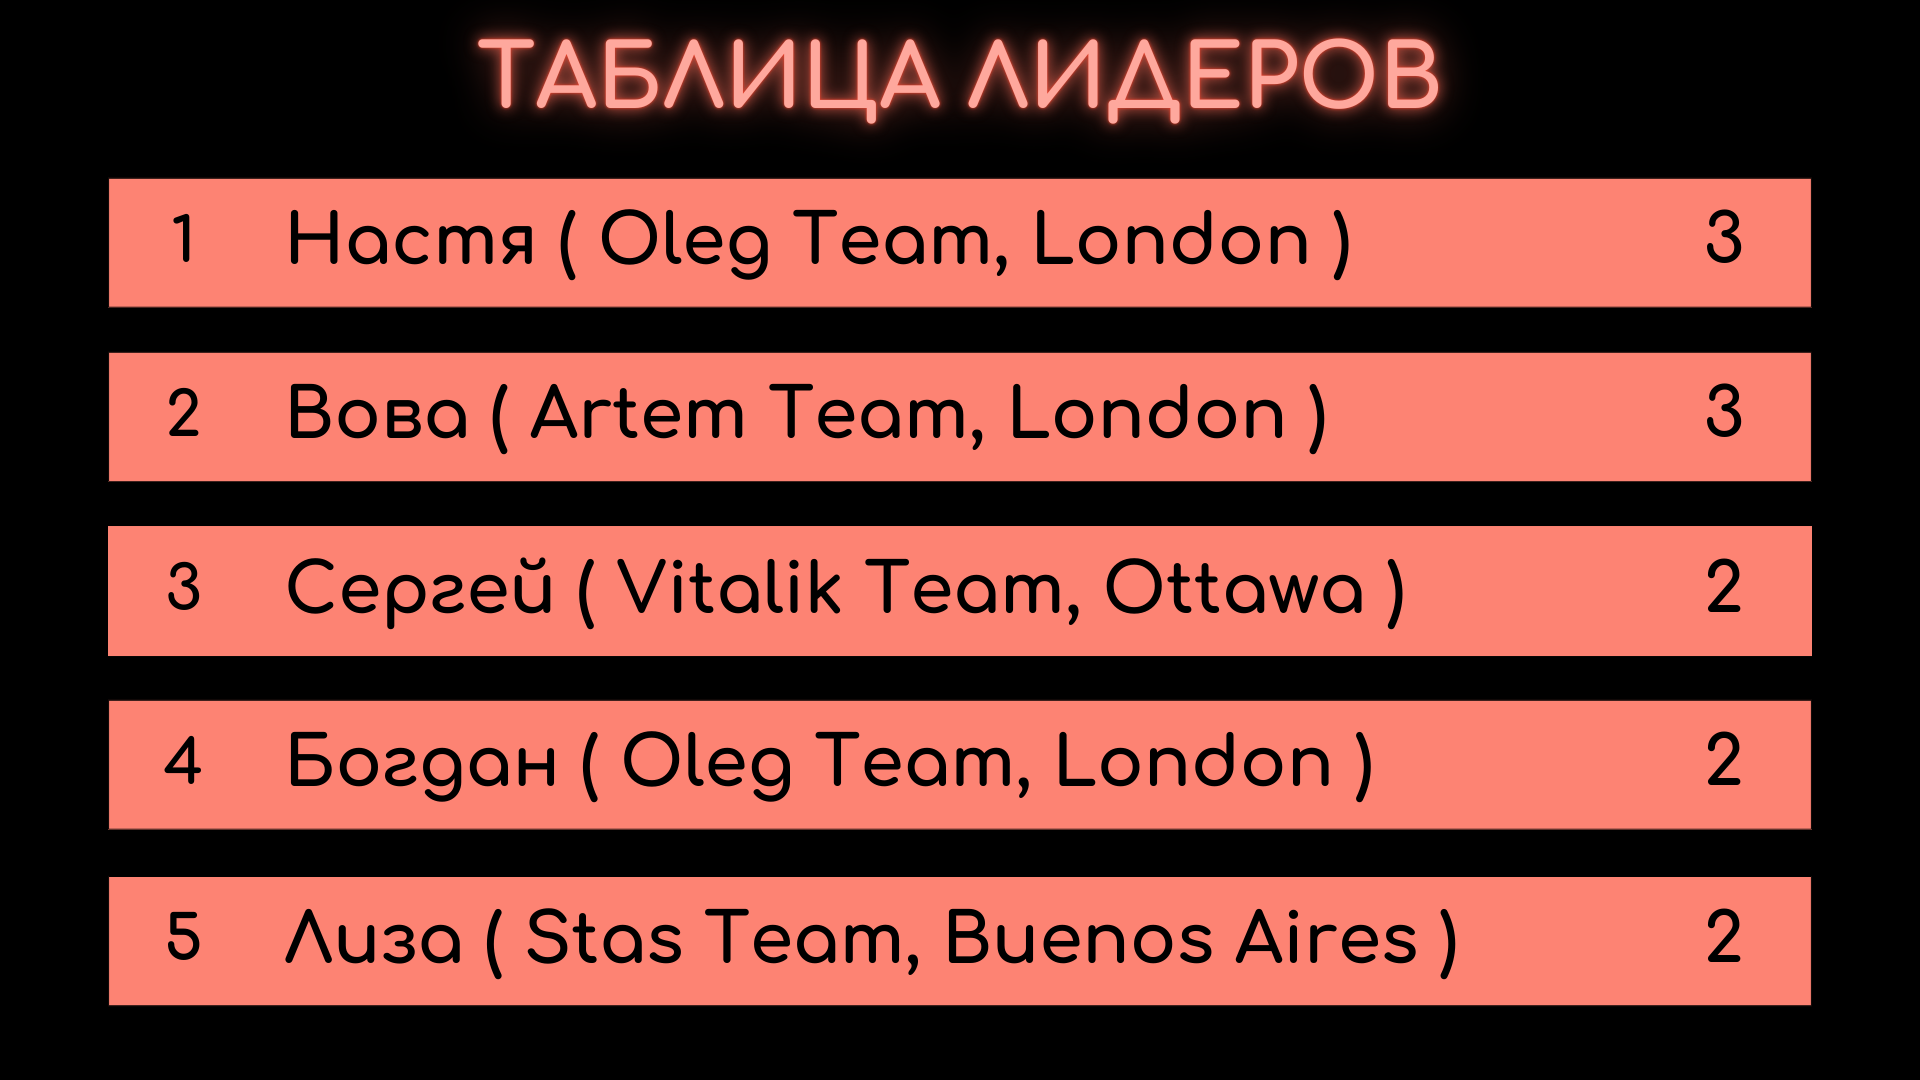 ТАБЛИЦА ЛИДЕРОВ
1 Настя ( Oleg Team, London ) 3
2 Вова ( Artem Team, London ) 3
3 Сергей ( Vitalik Team, Ottawa ) 2
4 Богдан ( Oleg Team, London ) 2
5 Лиза ( Stas Team, Buenos Aires ) 2